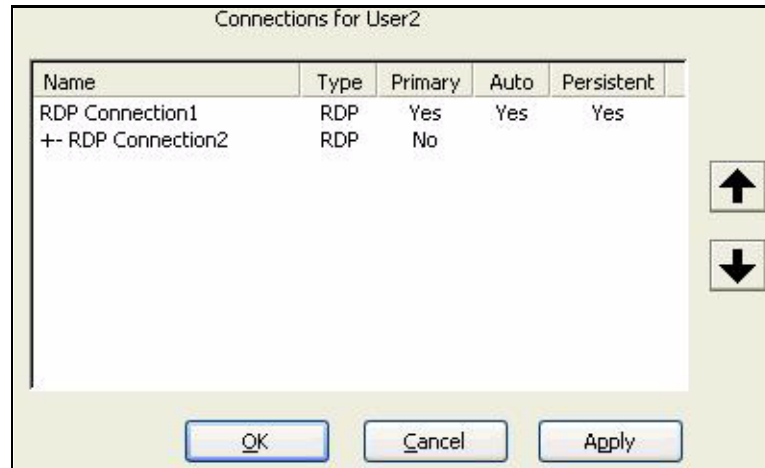 Connections for User2
Name Type Primary Auto Persistent
RDP Connection1 RDP Yes Yes Yes
+- RDP Connection2 RDP No
OK Cancel Apply